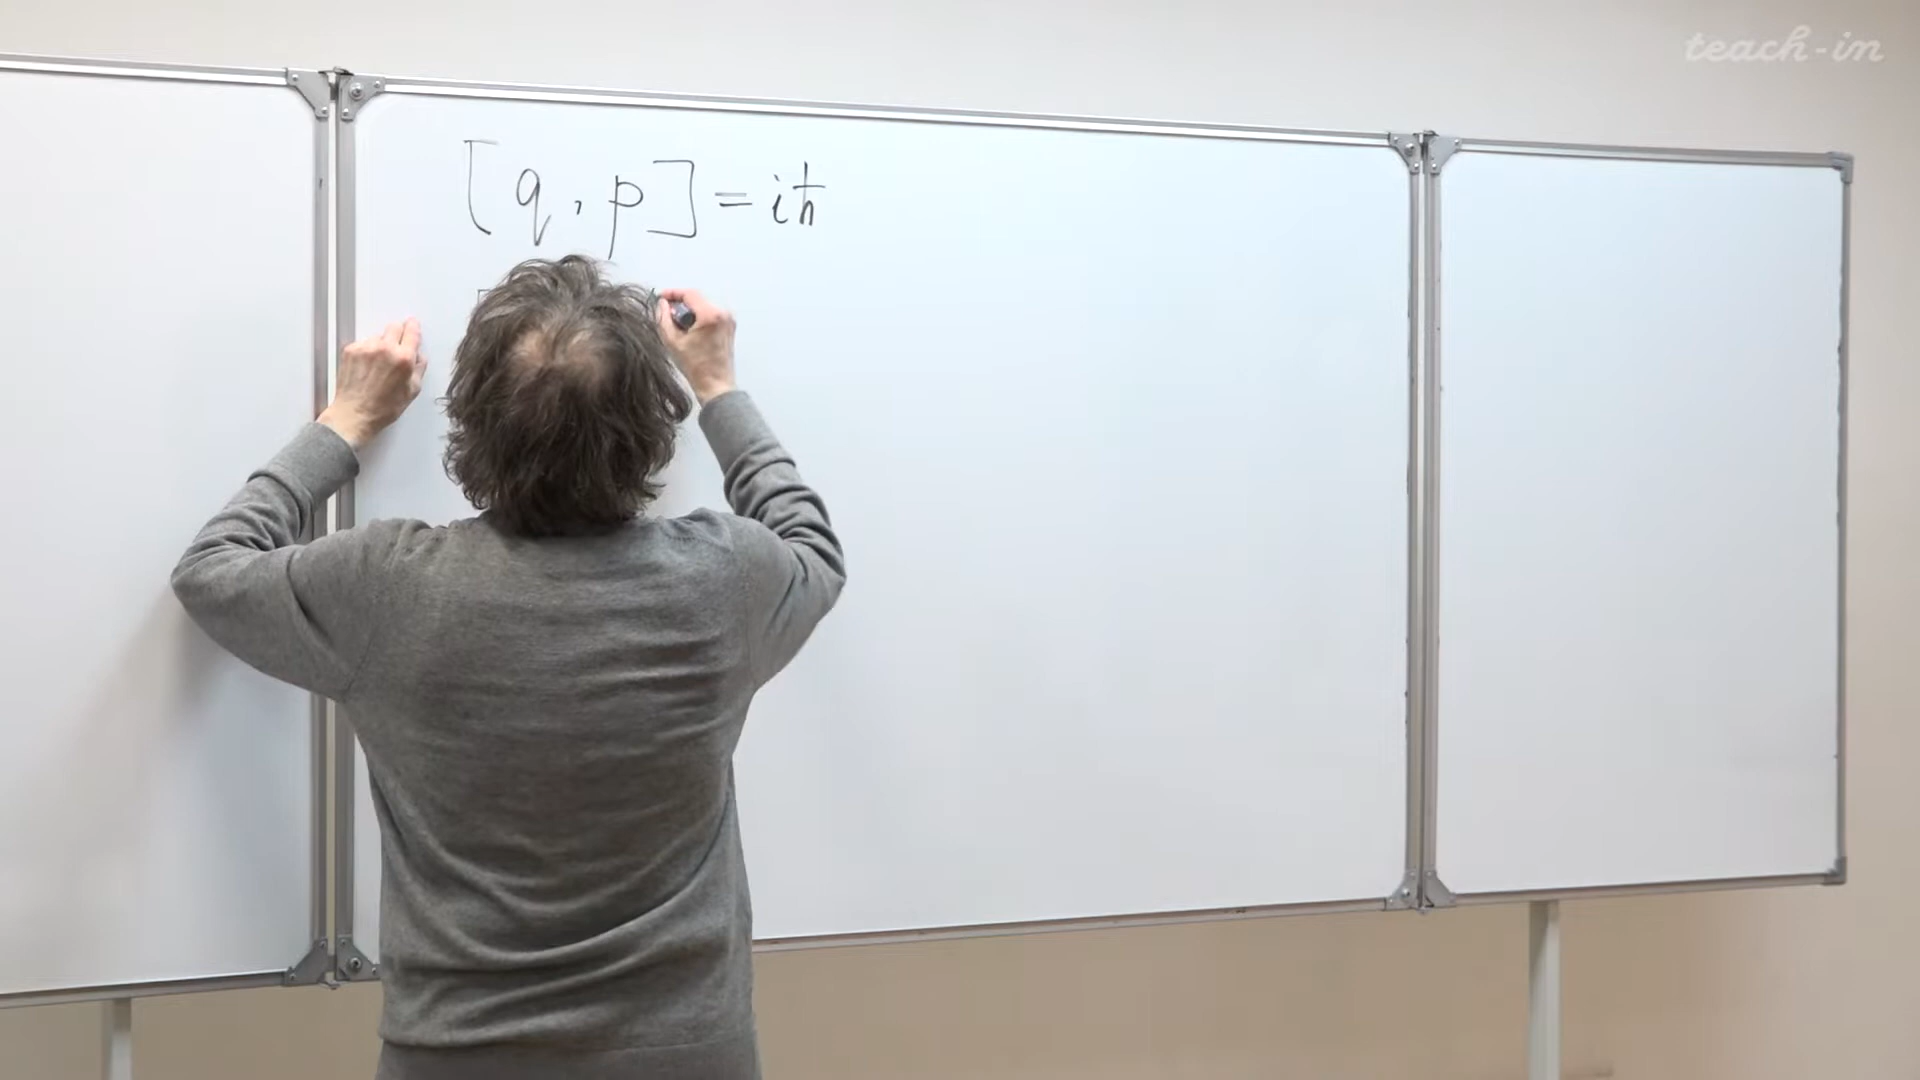 teach-in
[q, p] = iħ